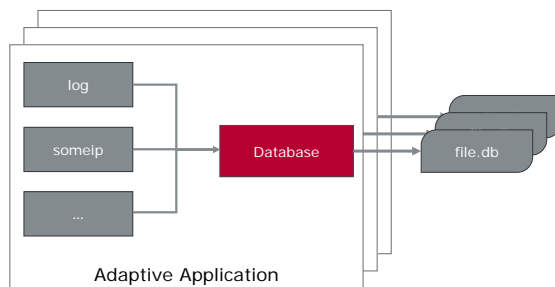 log
someip
Database
file.db
...
Adaptive Application